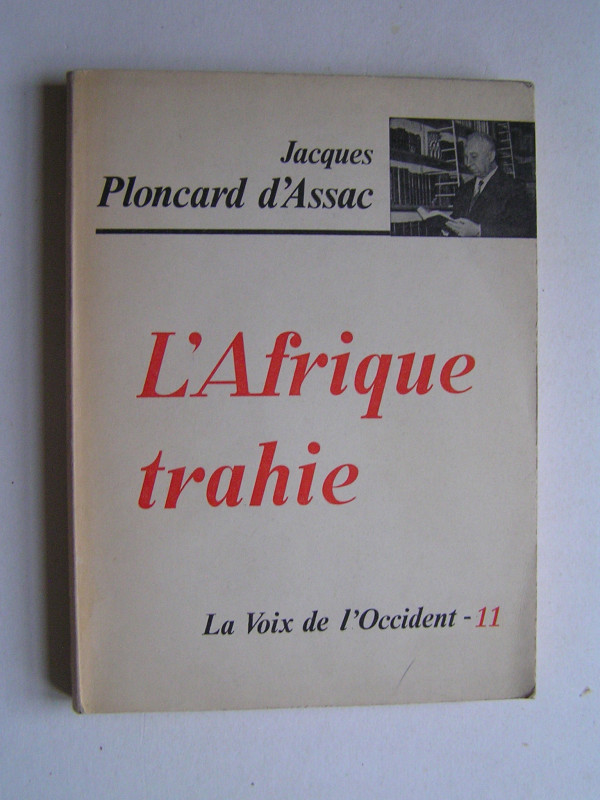 Jacques
Ploncard d'Assac
L'Afrique
trahie
La Voix de l'Occident - 11